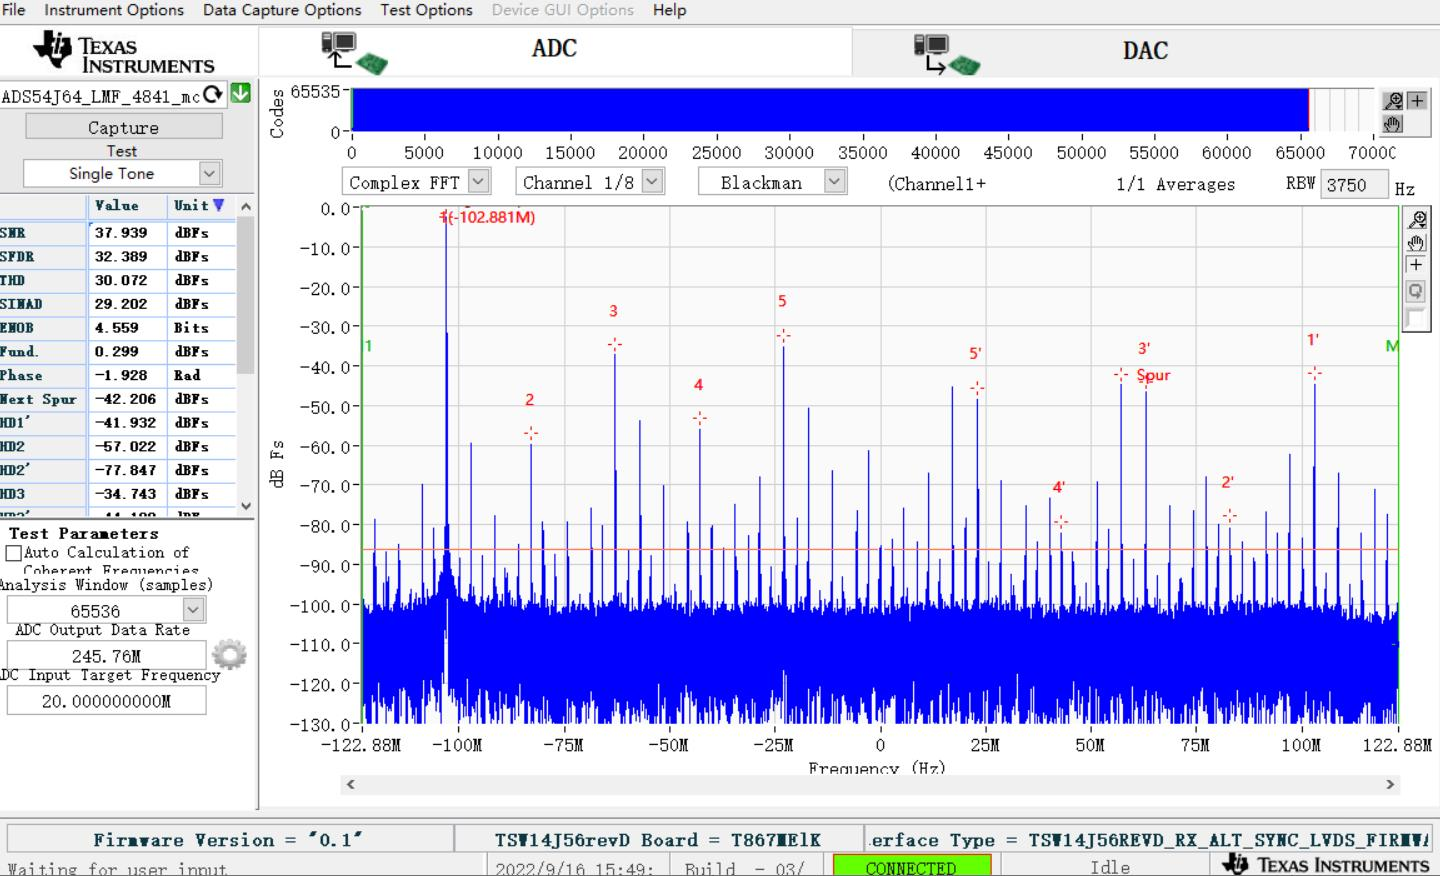 File Instrument Options Data Capture Options Test Options Device GUI Options Help
TEXAS INSTRUMENTS
ADC
DAC
ADS54J64_LMF_4841_mc
Capture
Test
Single Tone
Value Unit
SNR 37.939 dBFs
SFDR 32.389 dBFs
THD 30.072 dBFs
SINAD 29.202 dBFs
ENOB 4.559 Bits
Fund. 0.299 dBFs
Phase -1.928 Rad
Next Spur -42.206 dBFs
HD1' -41.932 dBFs
HD2 -57.022 dBFs
HD2' -77.847 dBFs
HD3 -34.743 dBFs
Test Parameters
Auto Calculation of
Coherent Frequencies
Analysis Window (samples)
65536
ADC Output Data Rate
245.76M
ADC Input Target Frequency
20.000000000M
Codes
65535
0
0 5000 10000 15000 20000 25000 30000 35000 40000 45000 50000 55000 60000 65000 70000
Complex FFT Channel 1/8 Blackman (Channel1+ 1/1 Averages RBW 3750 Hz
dB Fs
0.0
-10.0
-20.0
-30.0
-40.0
-50.0
-60.0
-70.0
-80.0
-90.0
-100.0
-110.0
-120.0
-130.0
1(-102.881M)
1
2
3
4
5
5'
4'
3'
Spur
2'
1'
M
-122.88M -100M -75M -50M -25M 0 25M 50M 75M 100M 122.88M
Frequency (Hz)
Firmware Version = "0.1" TSW14J56revD Board = T867MElK erface Type = TSW14J56REVD_RX_ALT_SYNC_LVDS_FIRMWA
Waiting for user input 2022/9/16 15:49: Build - 03/ CONNECTED Idle TEXAS INSTRUMENTS